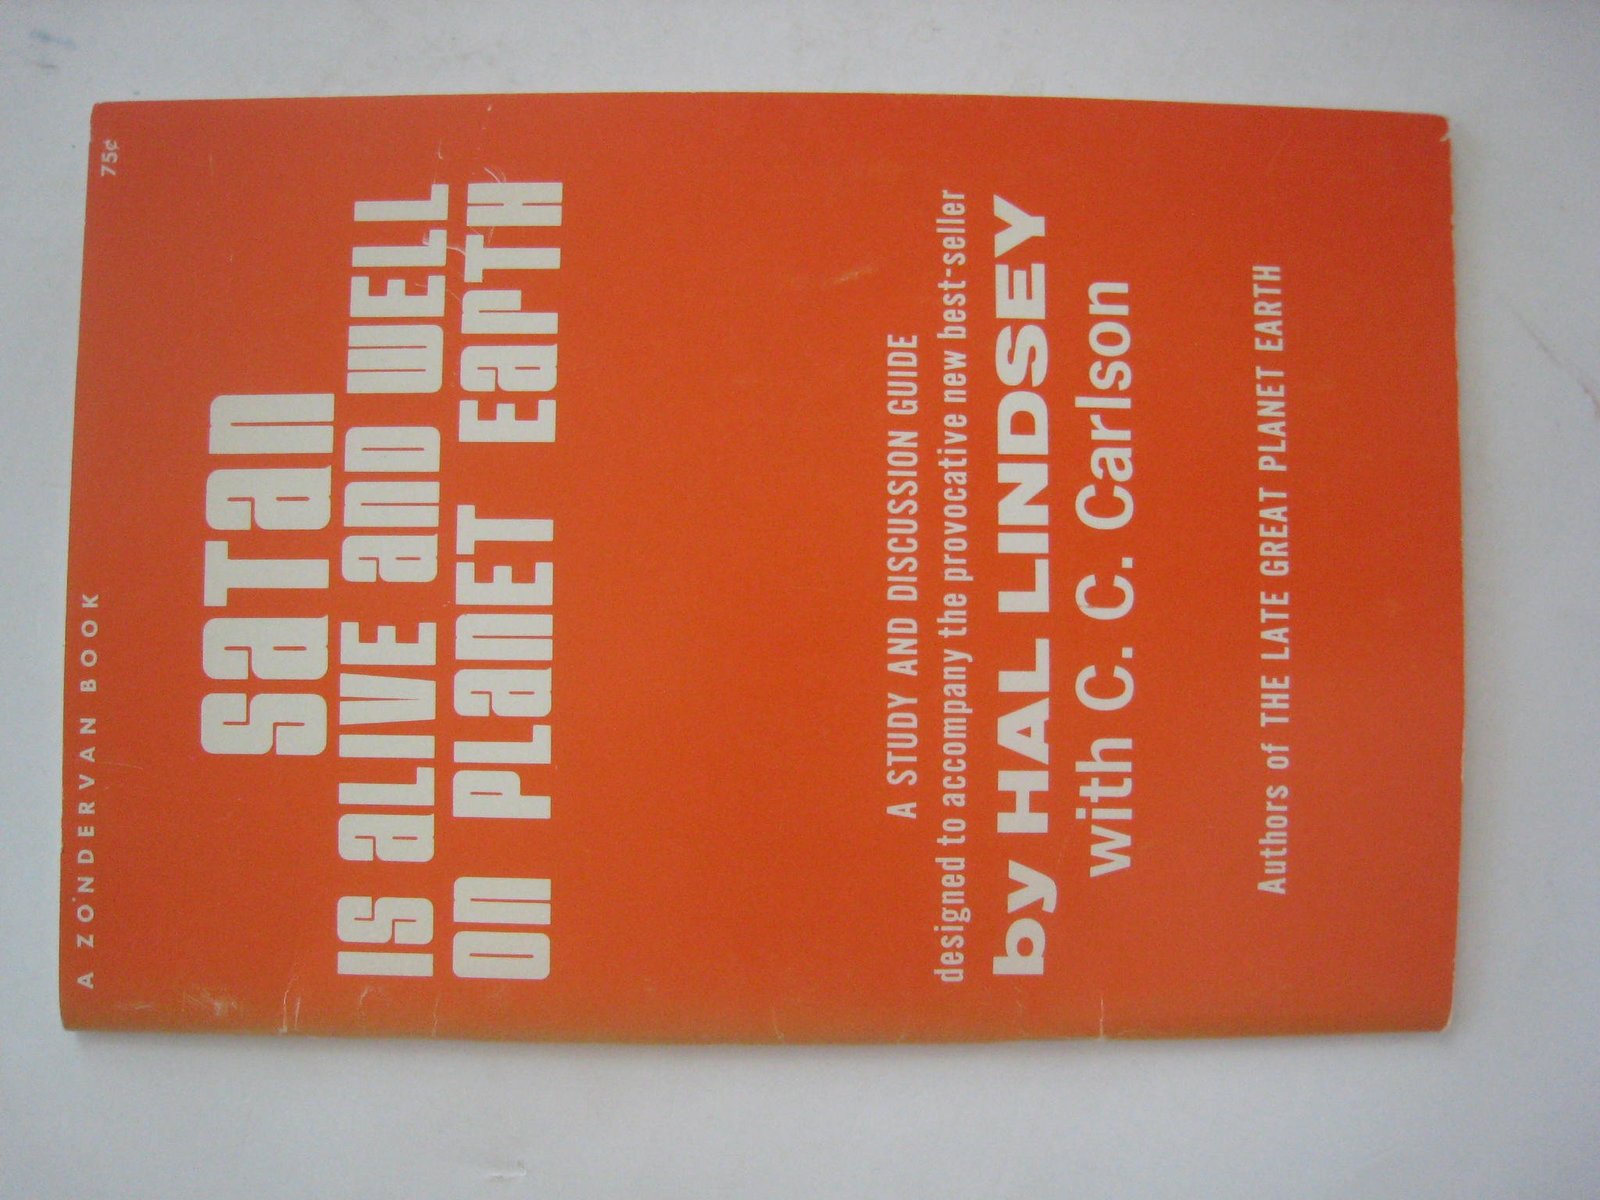 A ZONDERVAN BOOK
75¢
SaTan
IS aLIVE and WELL
On PLanET EarTH
A STUDY AND DISCUSSION GUIDE
designed to accompany the provocative new best-seller
by HAL LINDSEY
with C. C. Carlson
Authors of THE LATE GREAT PLANET EARTH